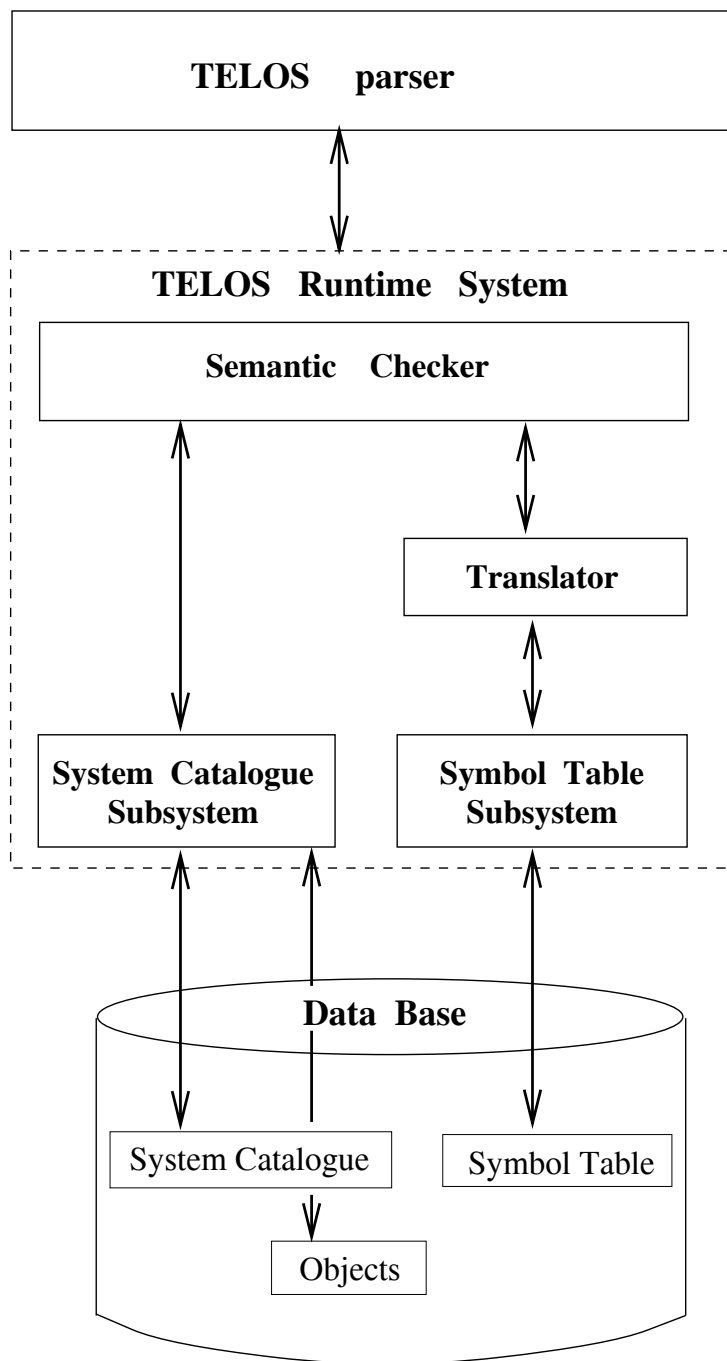 TELOS parser
TELOS Runtime System
Semantic Checker
Translator
System Catalogue
Subsystem
Symbol Table
Subsystem
Data Base
System Catalogue
Symbol Table
Objects